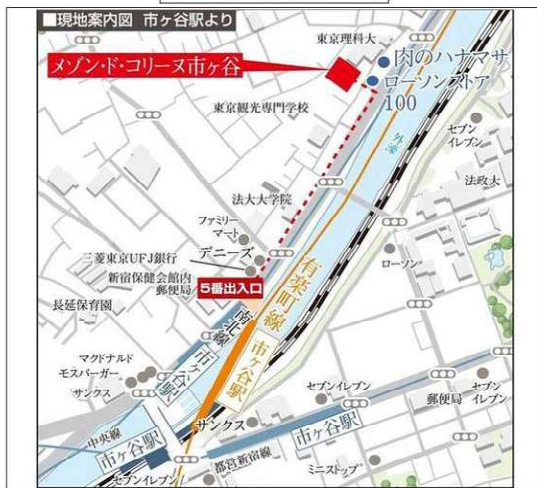 ■現地案内図 市ヶ谷駅より
東京理科大
メゾン・ド・コリーヌ市ヶ谷
肉のハナマサ
ローソンストア
100
東京観光専門学校
外濠
セブン
イレブン
法政大
法大大学院
ファミリー
マート
デニーズ
三菱東京UFJ銀行
新宿保健会館内
郵便局
5番出入口
ローソン
有楽町線
南北線
長延保育園
市ヶ谷駅
市ヶ谷駅
マクドナルド
モスバーガー
サンクス
セブンイレブン
セブン
イレブン
郵便局
サンクス
市ヶ谷駅
中央線
市ヶ谷駅
都営新宿線
ミニストップ
セブンイレブン